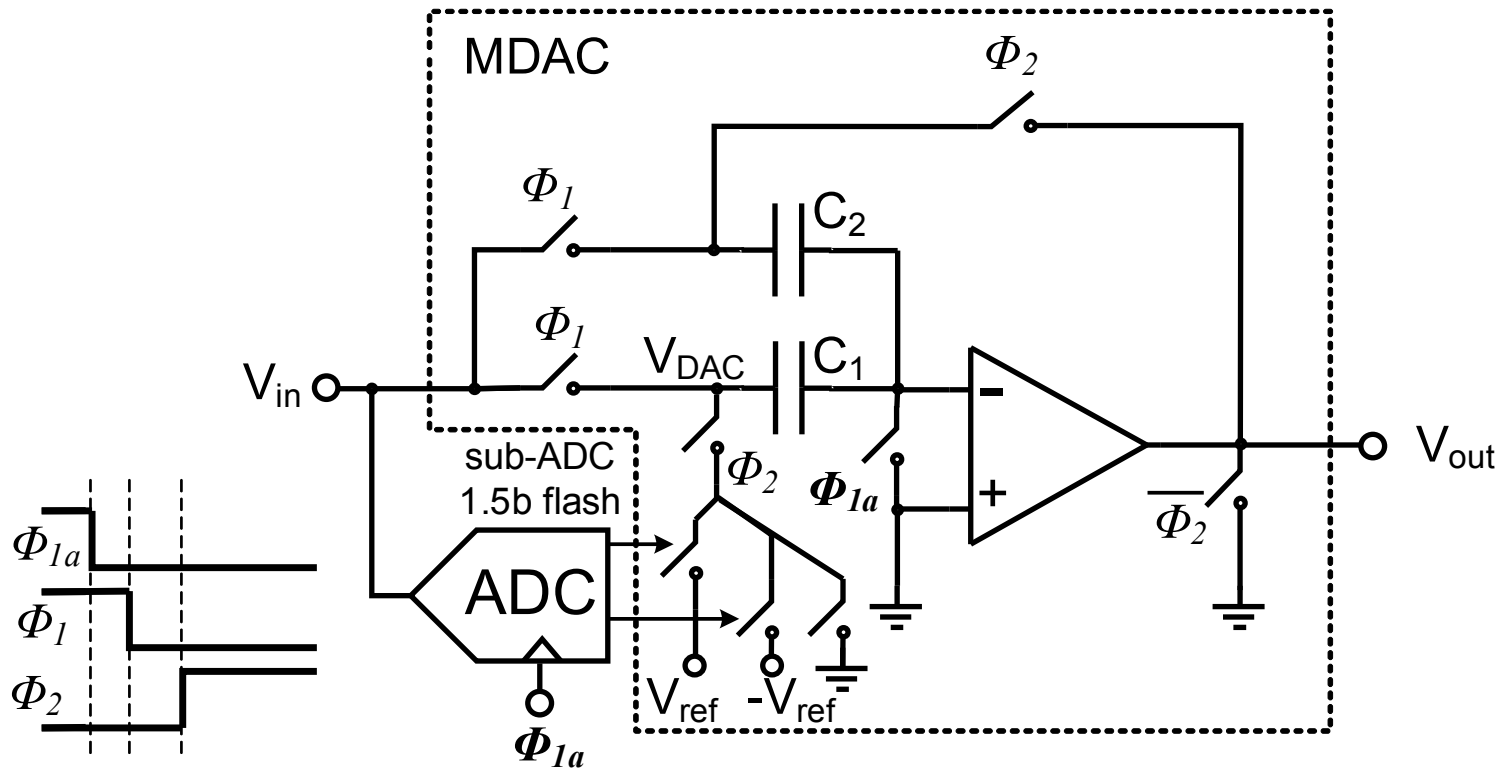 MDAC
Φ2
Φ1
C2
Φ1
VDAC
C1
Vin
-
sub-ADC
1.5b flash
Φ2
Φ1a
+
Φ2
Vout
Φ1a
ADC
Φ1
Φ2
Vref
-Vref
Φ1a